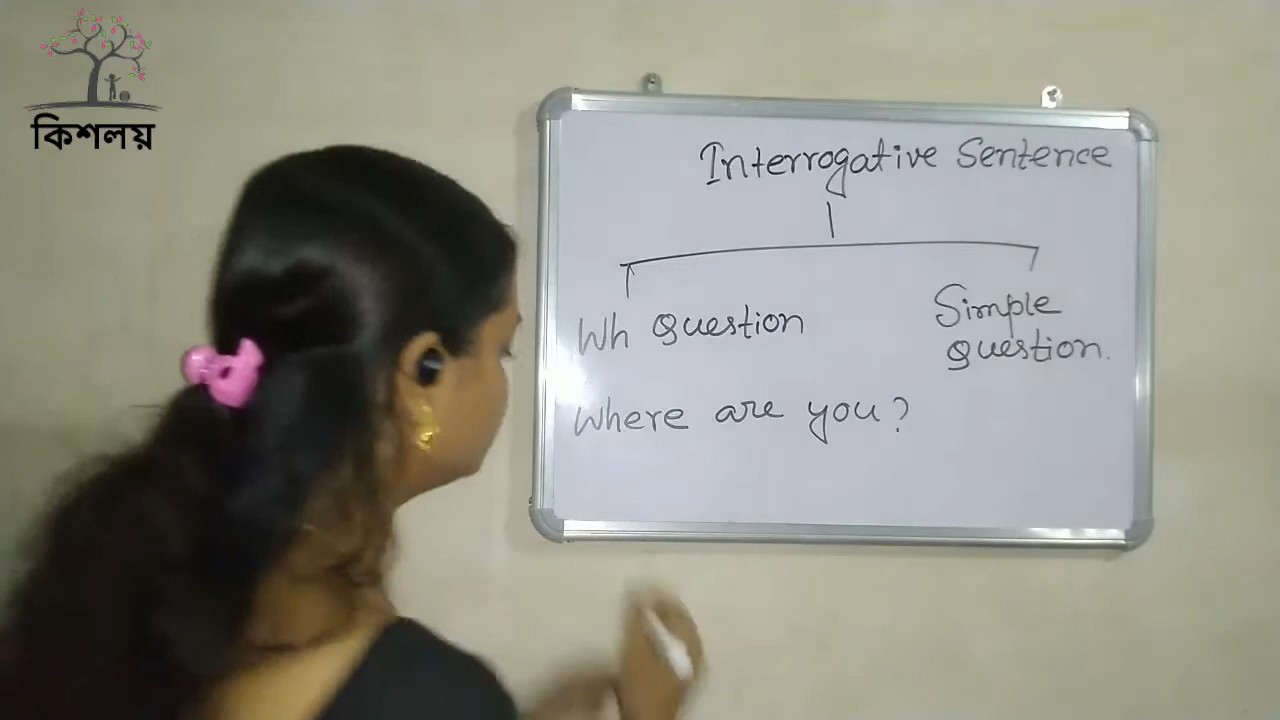 কিশলয়
Interrogative Sentence
Wh Question
Simple
question.
Where are you?